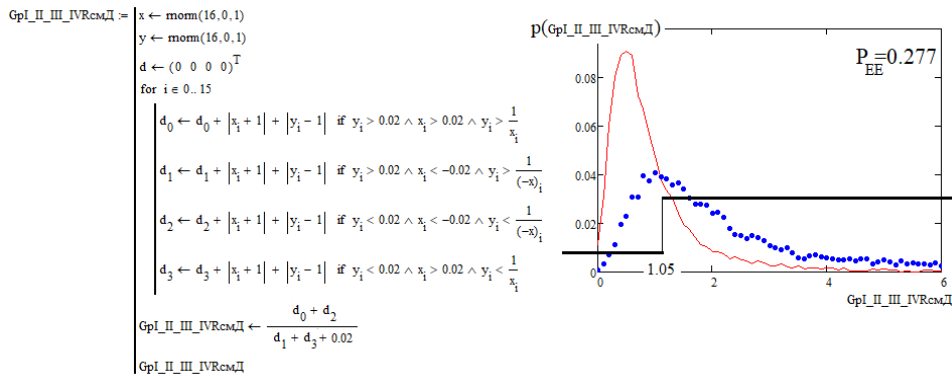 GpI_II_III_IVRсмД :=
x ← rnorm(16,0,1)
y ← rnorm(16,0,1)
d ← (0 0 0 0)^T
for i ∈ 0..15
d_0 ← d_0 + |x_i + 1| + |y_i − 1| if y_i > 0.02 ∧ x_i > 0.02 ∧ y_i > 1/x_i
d_1 ← d_1 + |x_i + 1| + |y_i − 1| if y_i > 0.02 ∧ x_i < -0.02 ∧ y_i > 1/(-x)_i
d_2 ← d_2 + |x_i + 1| + |y_i − 1| if y_i < 0.02 ∧ x_i < -0.02 ∧ y_i < 1/(-x)_i
d_3 ← d_3 + |x_i + 1| + |y_i − 1| if y_i < 0.02 ∧ x_i > 0.02 ∧ y_i < 1/x_i
GpI_II_III_IVRсмД ← (d_0 + d_2)/(d_1 + d_3 + 0.02)
GpI_II_III_IVRсмД
p(GpI_II_III_IVRсмД)
P_EE=0.277
0.08
0.06
0.04
0.02
0
1.05
0 2 4 6
GpI_II_III_IVRсмД